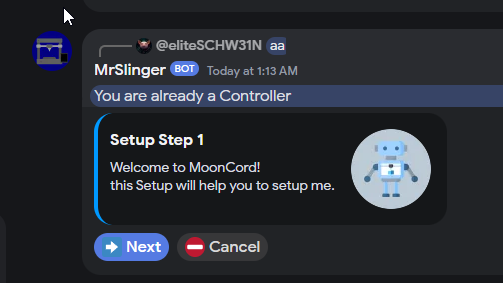 @eliteSCHW31N aa
MrSlinger BOT Today at 1:13 AM
You are already a Controller
Setup Step 1
Welcome to MoonCord!
this Setup will help you to setup me.
Next Cancel